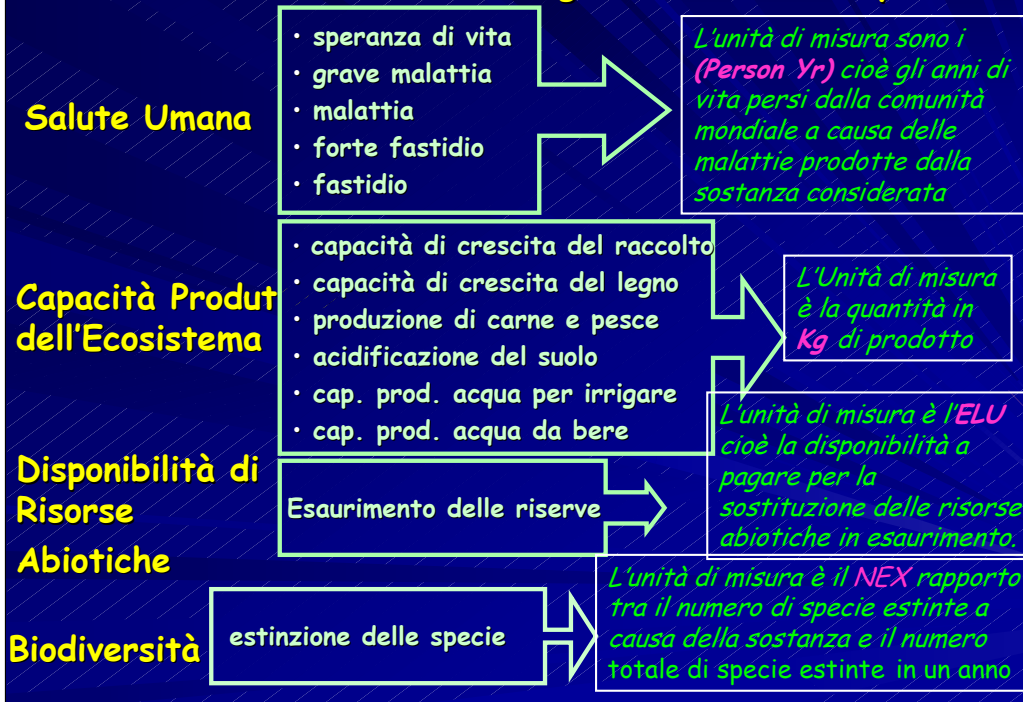 Salute Umana
• speranza di vita
• grave malattia
• malattia
• forte fastidio
• fastidio
L'unità di misura sono i
(Person Yr) cioè gli anni di
vita persi dalla comunità
mondiale a causa delle
malattie prodotte dalla
sostanza considerata
Capacità Produt
dell'Ecosistema
• capacità di crescita del raccolto
• capacità di crescita del legno
• produzione di carne e pesce
• acidificazione del suolo
• cap. prod. acqua per irrigare
• cap. prod. acqua da bere
L'Unità di misura
è la quantità in
Kg di prodotto
Disponibilità di
Risorse
Abiotiche
Esaurimento delle riserve
L'unità di misura è l'ELU
cioè la disponibilità a
pagare per la
sostituzione delle risorse
abiotiche in esaurimento.
Biodiversità
estinzione delle specie
L'unità di misura è il NEX rapporto
tra il numero di specie estinte a
causa della sostanza e il numero
totale di specie estinte in un anno